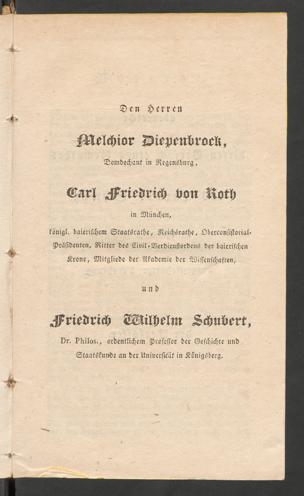 Den Herren
Melchior Diepenbrock,
Domdechant in Regensburg,
Carl Friedrich von Roth
in München,
königl. baierischem Staatsrathe, Reichsrathe, Oberconsistorial-
Präsidenten, Ritter des Civil-Verdienstordens der baierischen
Krone, Mitgliede der Akademie der Wissenschaften,
und
Friedrich Wilhelm Schubert,
Dr. Philos., ordentlichem Professor der Geschichte und
Staatskunde an der Universität in Königsberg.